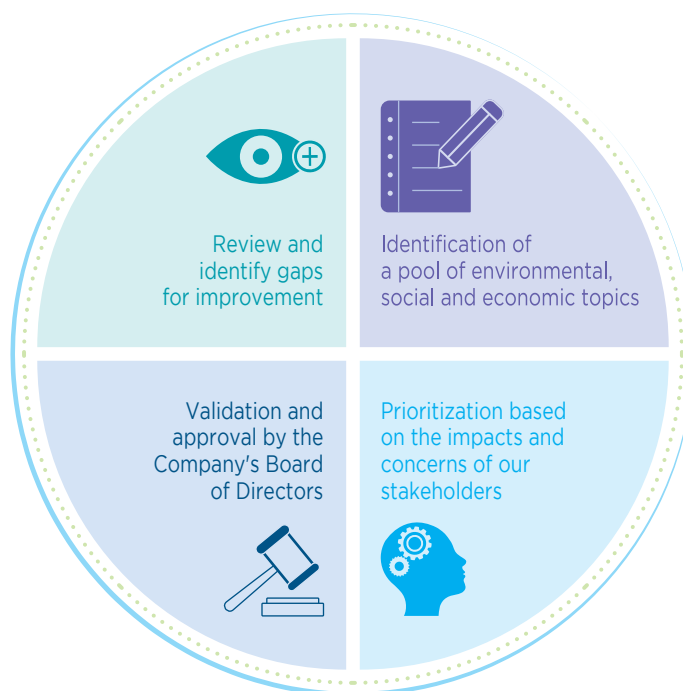 Review and
identify gaps
for improvement
Identification of
a pool of environmental,
social and economic topics
Validation and
approval by the
Company's Board
of Directors
Prioritization based
on the impacts and
concerns of our
stakeholders